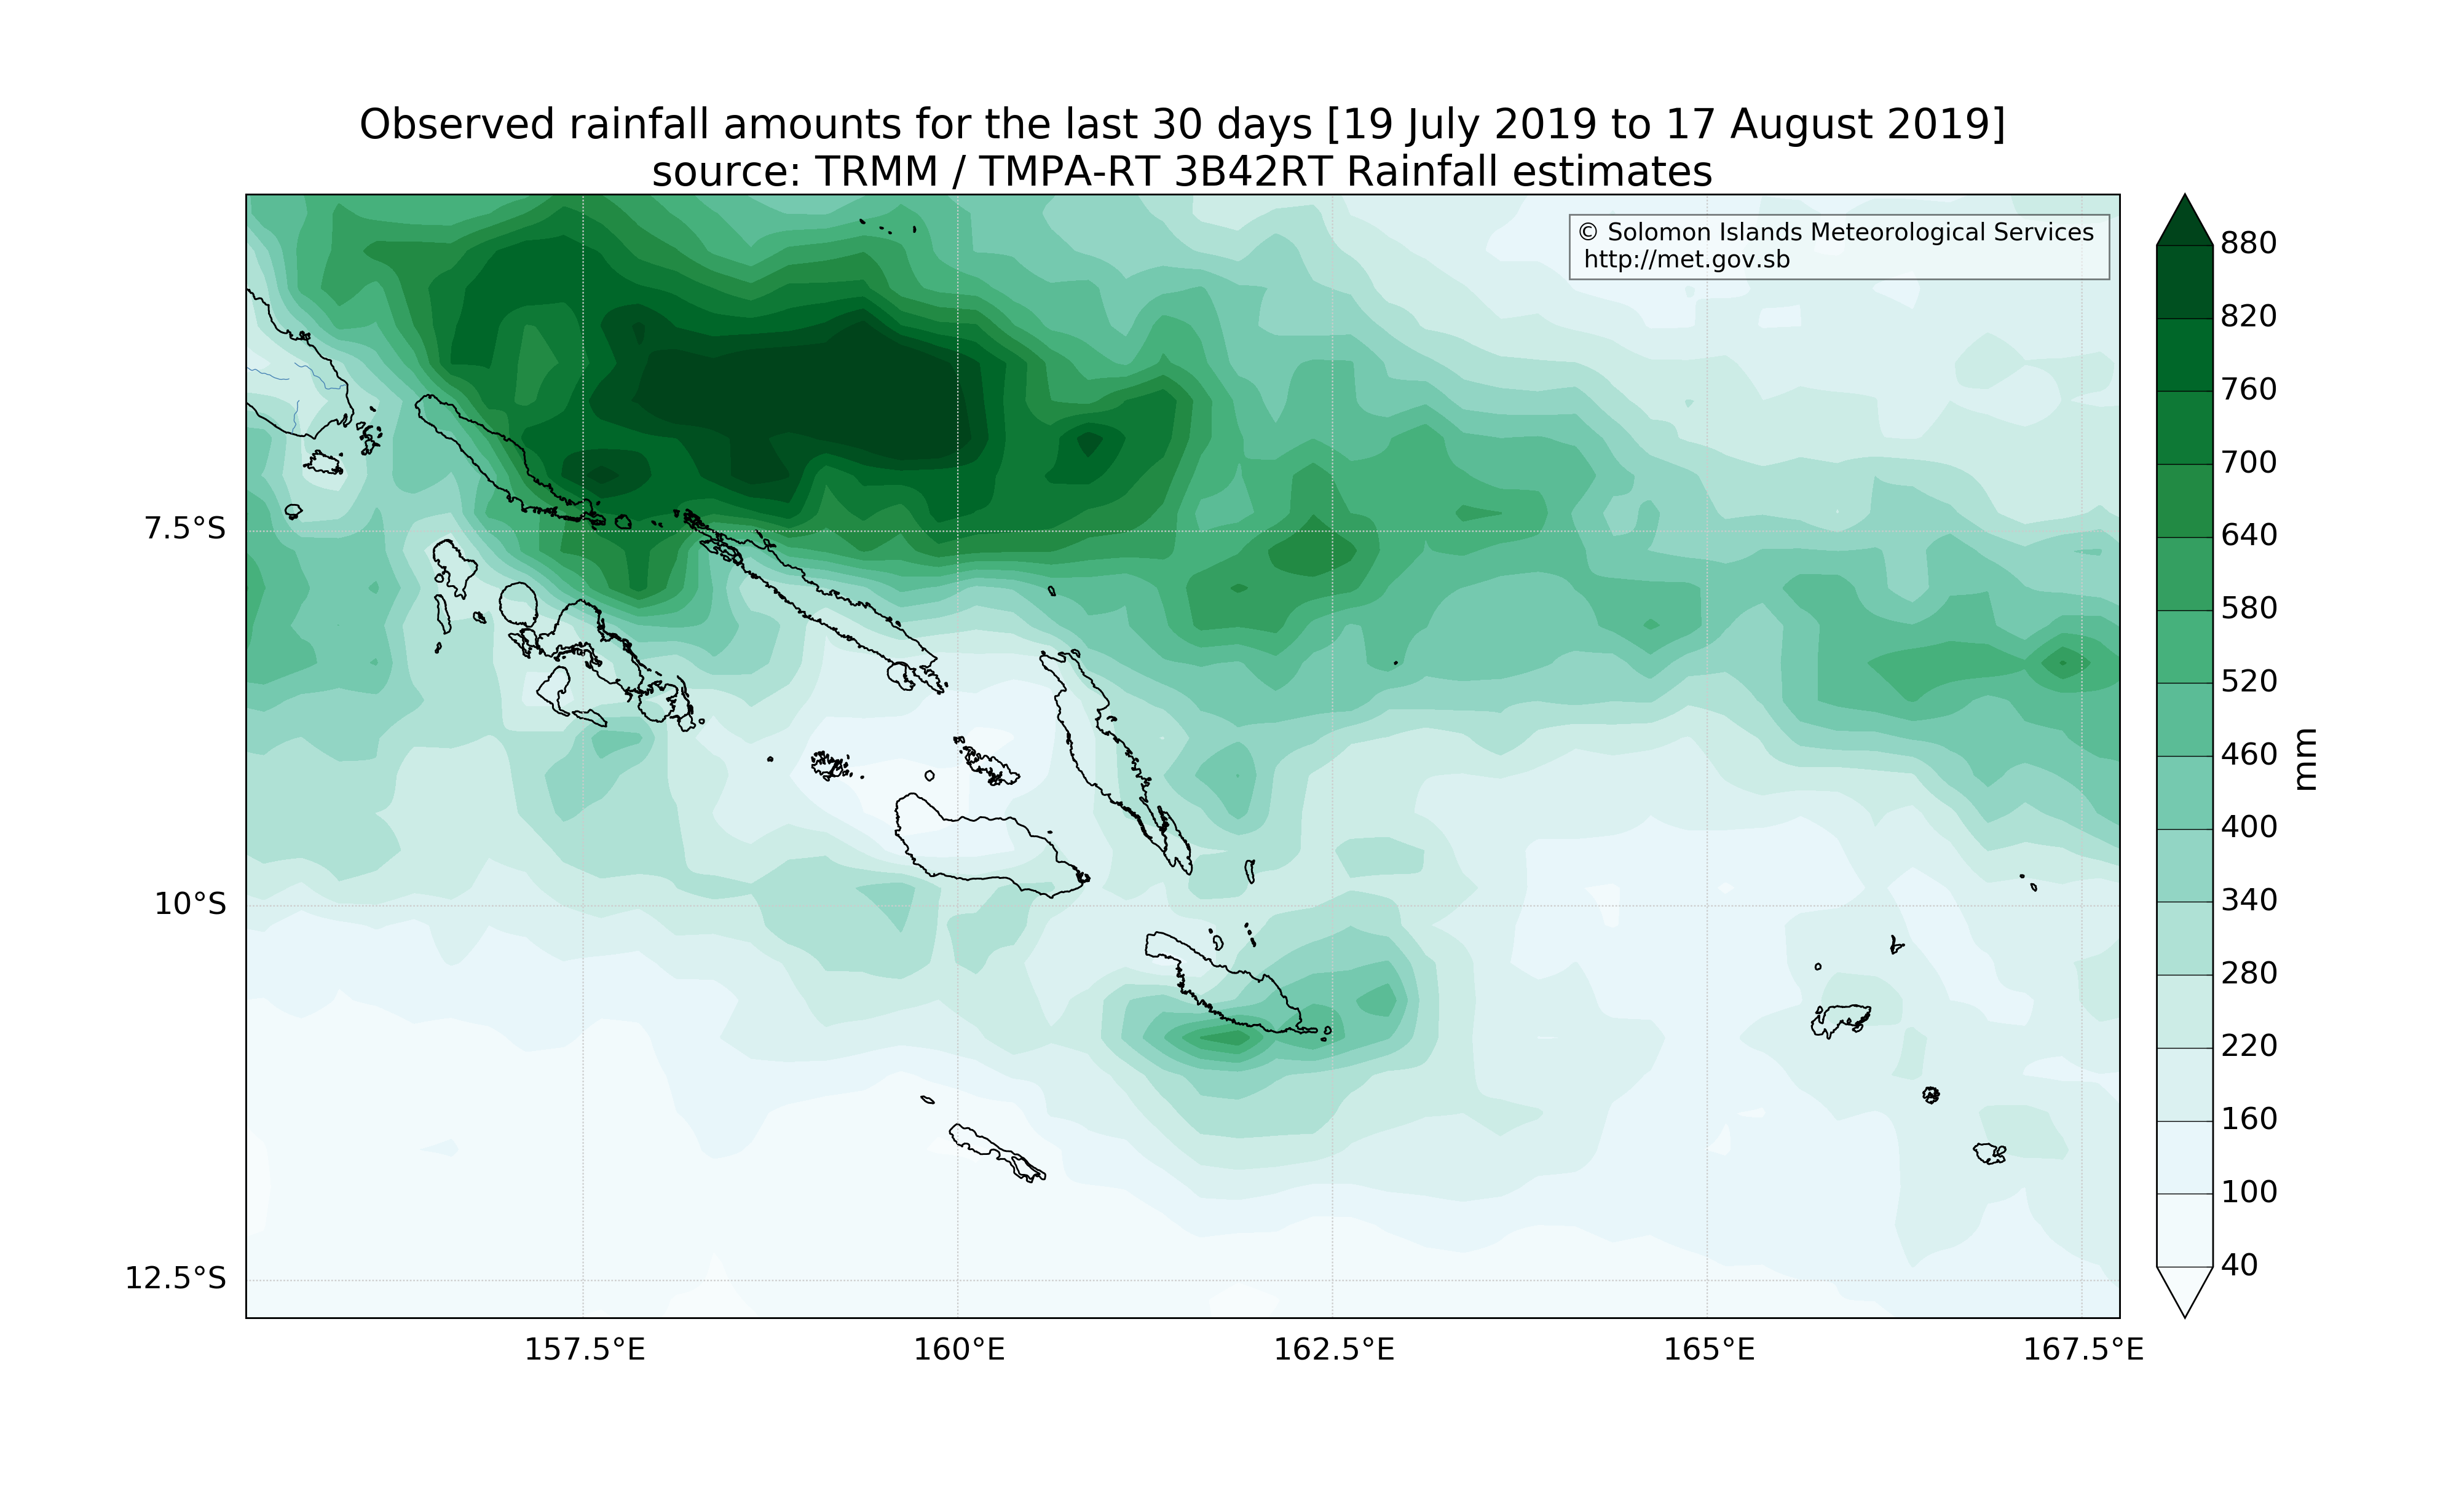 Observed rainfall amounts for the last 30 days [19 July 2019 to 17 August 2019]
source: TRMM / TMPA-RT 3B42RT Rainfall estimates
© Solomon Islands Meteorological Services
http://met.gov.sb
7.5°S
10°S
12.5°S
157.5°E
160°E
162.5°E
165°E
167.5°E
880
820
760
700
640
580
520
460
400
340
280
220
160
100
40
mm